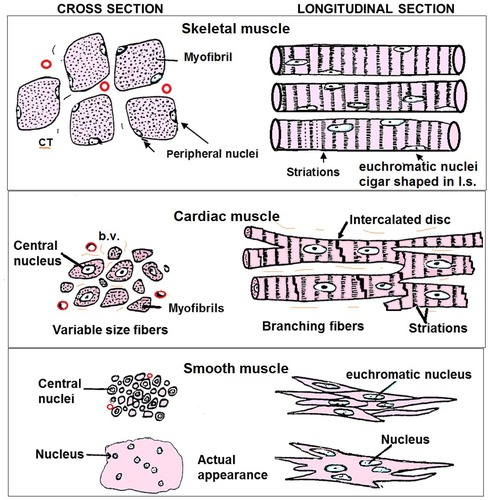 CROSS SECTION
LONGITUDINAL SECTION
Skeletal muscle
Myofibril
CT
Peripheral nuclei
Striations
euchromatic nuclei
cigar shaped in l.s.
Cardiac muscle
Intercalated disc
b.v.
Central
nucleus
Myofibrils
Variable size fibers
Branching fibers
Striations
Smooth muscle
Central
nuclei
euchromatic nucleus
Nucleus
Actual
appearance
Nucleus